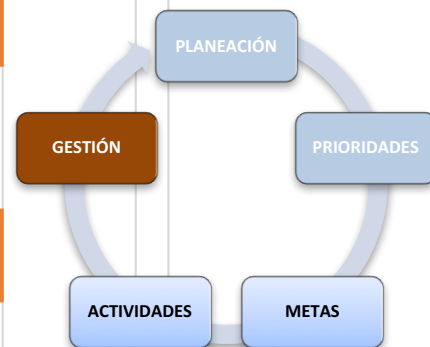 PLANEACIÓN
GESTIÓN
PRIORIDADES
ACTIVIDADES
METAS